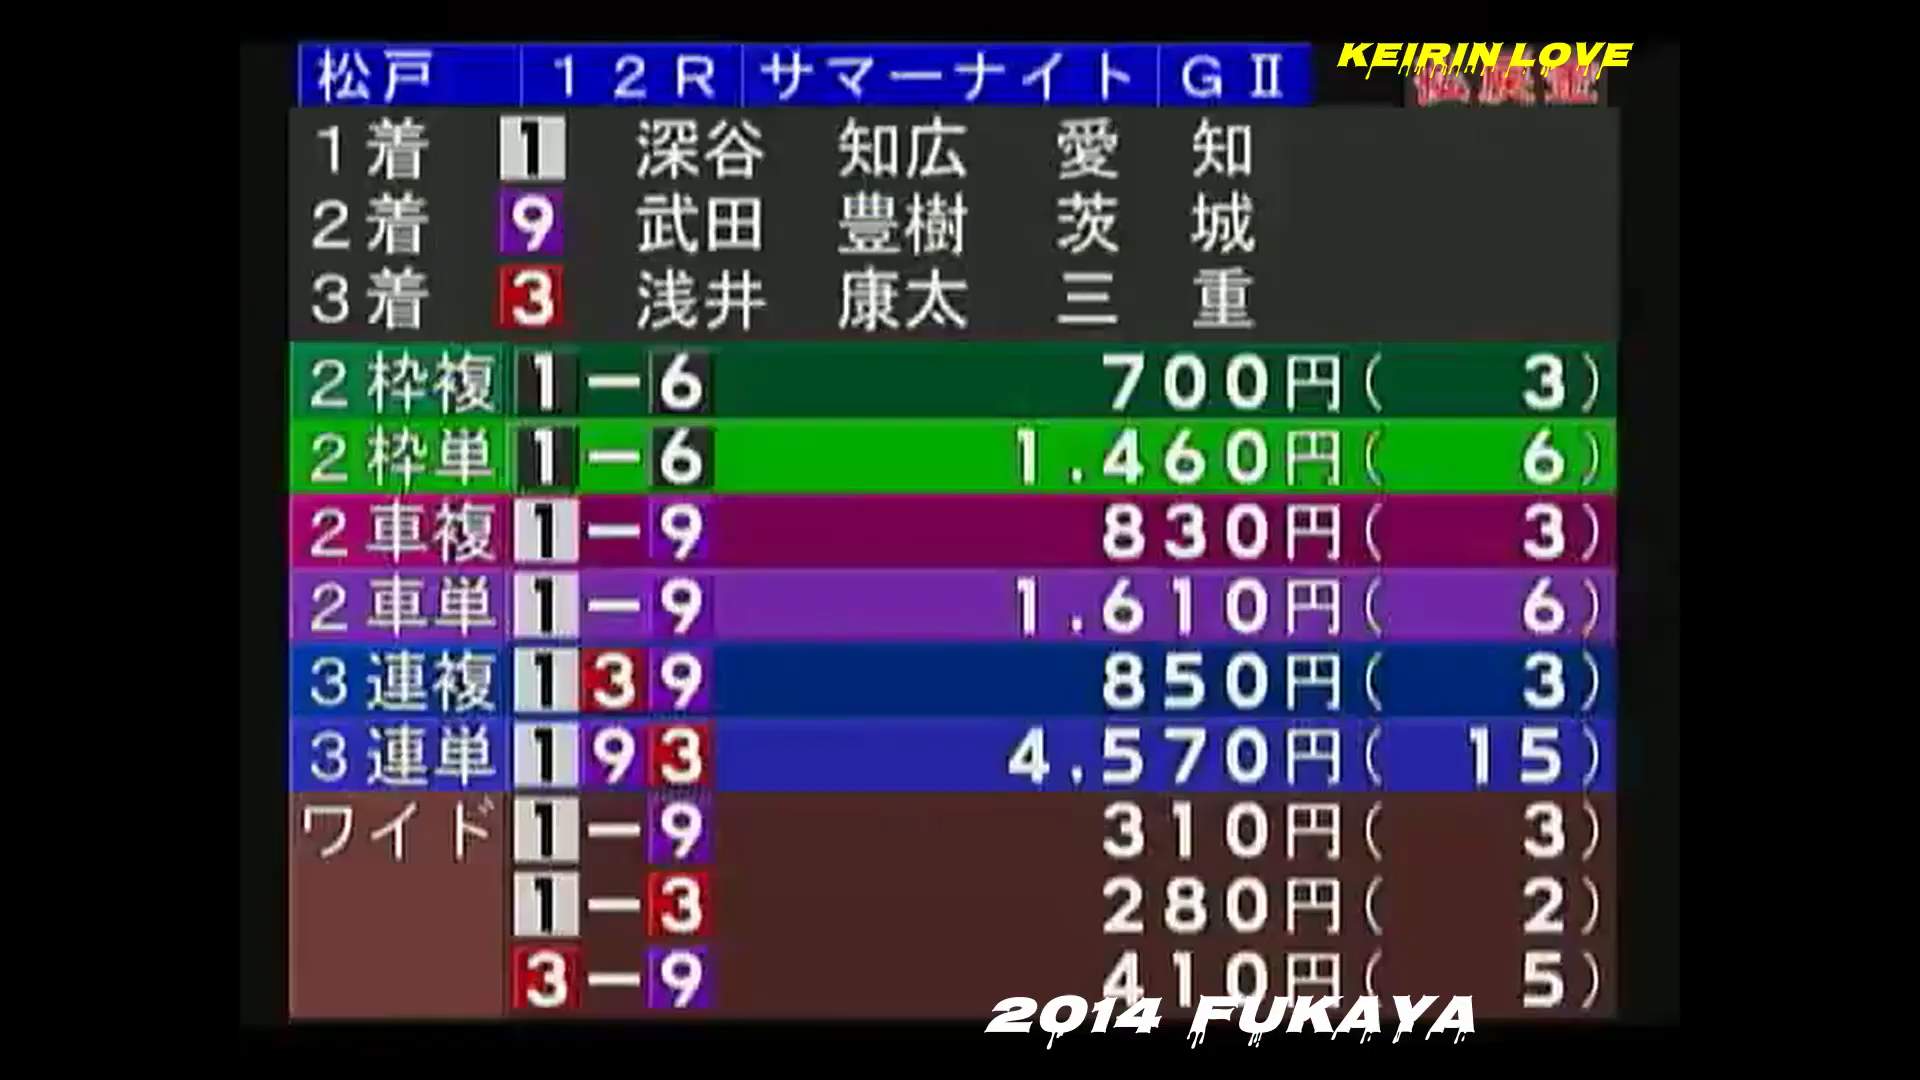 松戸 12R サマーナイト GⅡ
KEIRIN LOVE
1着 1 深谷 知広 愛 知
2着 9 武田 豊樹 茨 城
3着 3 浅井 康太 三 重
2枠複 1-6 700円( 3)
2枠単 1-6 1.460円( 6)
2車複 1-9 830円( 3)
2車単 1-9 1.610円( 6)
3連複 1 3 9 850円( 3)
3連単 1 9 3 4,570円( 15)
ワイド 1-9 310円( 3)
1-3 280円( 2)
3-9 410円( 5)
2014 FUKAYA